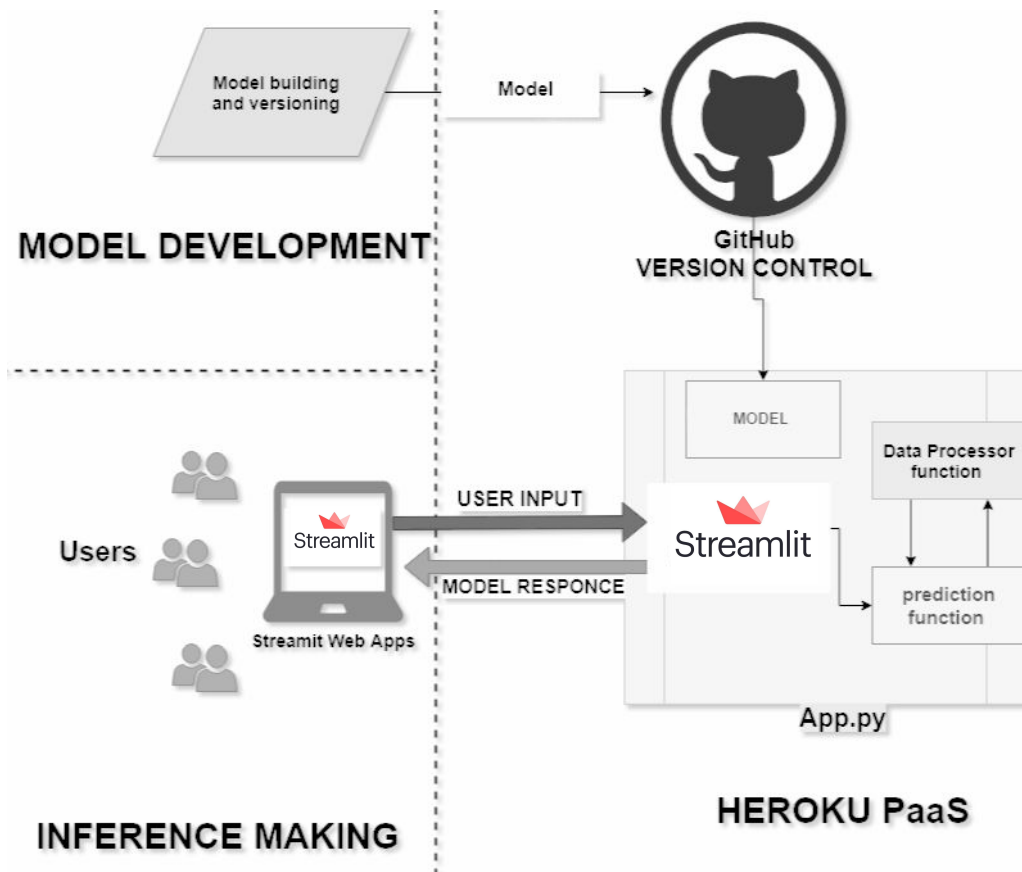 Model building
and versioning
Model
MODEL DEVELOPMENT
GitHub
VERSION CONTROL
MODEL
Data Processor
function
USER INPUT
Streamlit
Streamlit
Users
MODEL RESPONCE
prediction
function
Streamit Web Apps
App.py
HEROKU PaaS
INFERENCE MAKING